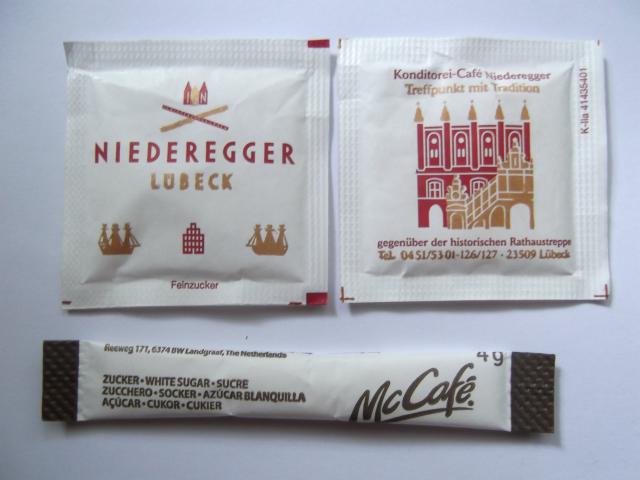 NIEDEREGGER
LÜBECK
Feinzucker
Konditorei-Café Niederegger
Treffpunkt mit Tradition
gegenüber der historischen Rathaustreppe
Tel. 04 51/53 01-126/127 · 23509 Lübeck
K-IIa 41435401
Reeweg 171, 6374 BW Landgraaf, The Netherlands
4 g
ZUCKER • WHITE SUGAR • SUCRE
ZUCCHERO • SOCKER • AZÚCAR BLANQUILLA
AÇÚCAR • CUKOR • CUKIER
McCafé